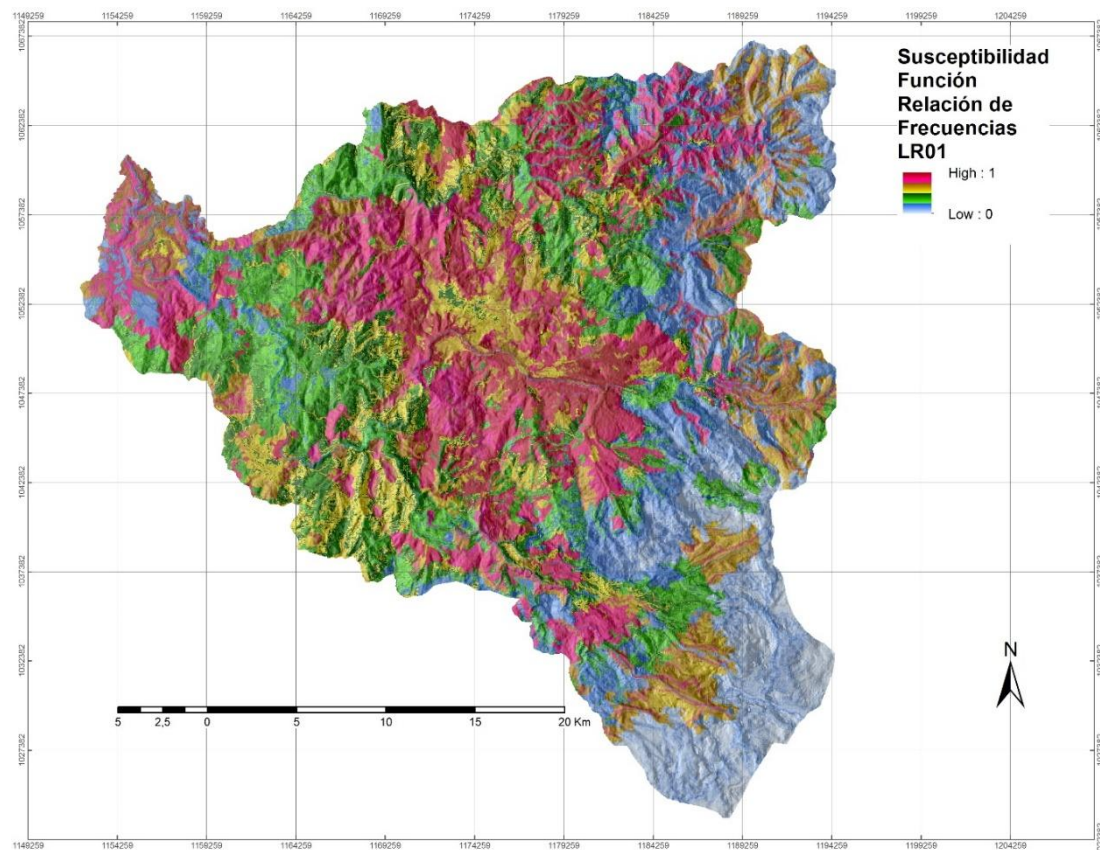 1149259 1154259 1159259 1164259 1169259 1174259 1179259 1184259 1189259 1194259 1199259 1204259
1067382
1062382
1057382
1052382
1047382
1042382
1037382
1032382
1027382
Susceptibilidad
Función
Relación de
Frecuencias
LR01
High : 1
Low : 0
N
5 2,5 0 5 10 15 20 Km
1149259 1154259 1159259 1164259 1169259 1174259 1179259 1184259 1189259 1194259 1199259 1204259